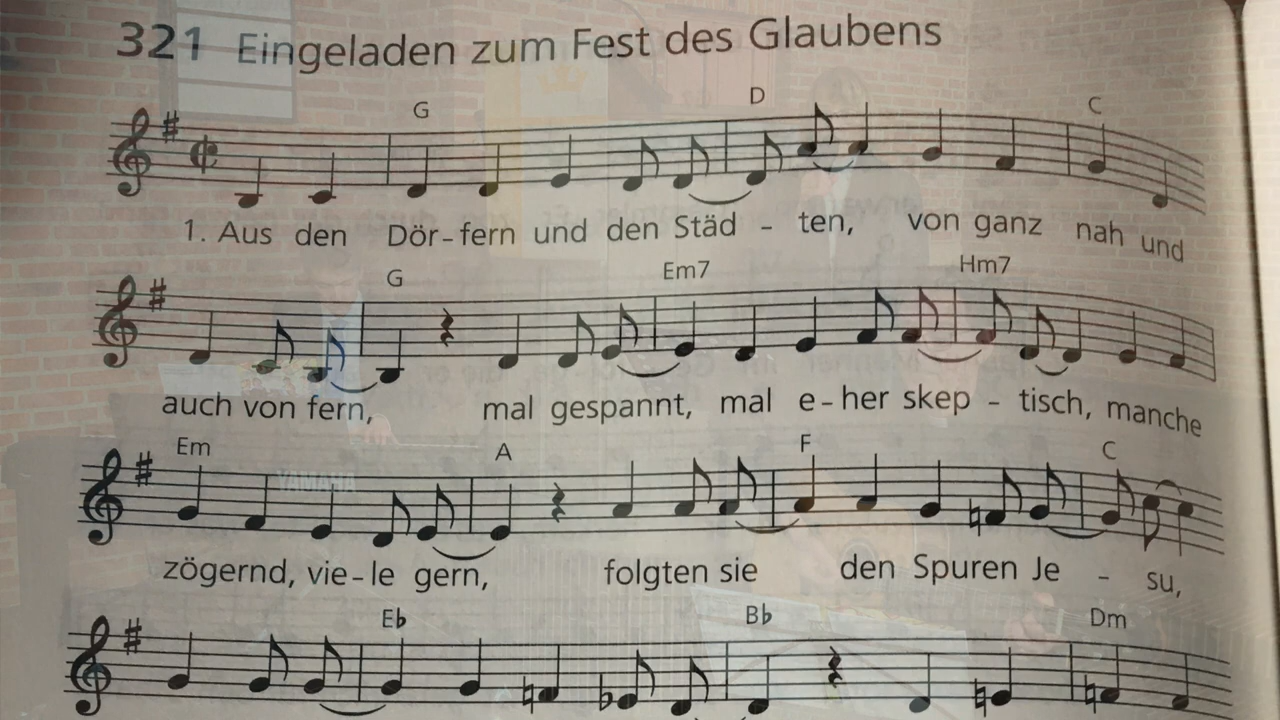 321 Eingeladen zum Fest des Glaubens
G D C
1. Aus den Dör-fern und den Städ - ten, von ganz nah und
G Em7 Hm7
auch von fern, mal gespannt, mal e-her skep - tisch, manche
Em A F C
zögernd, vie-le gern, folgten sie den Spuren Je - su,
YAMAHA
E♭ B♭ Dm